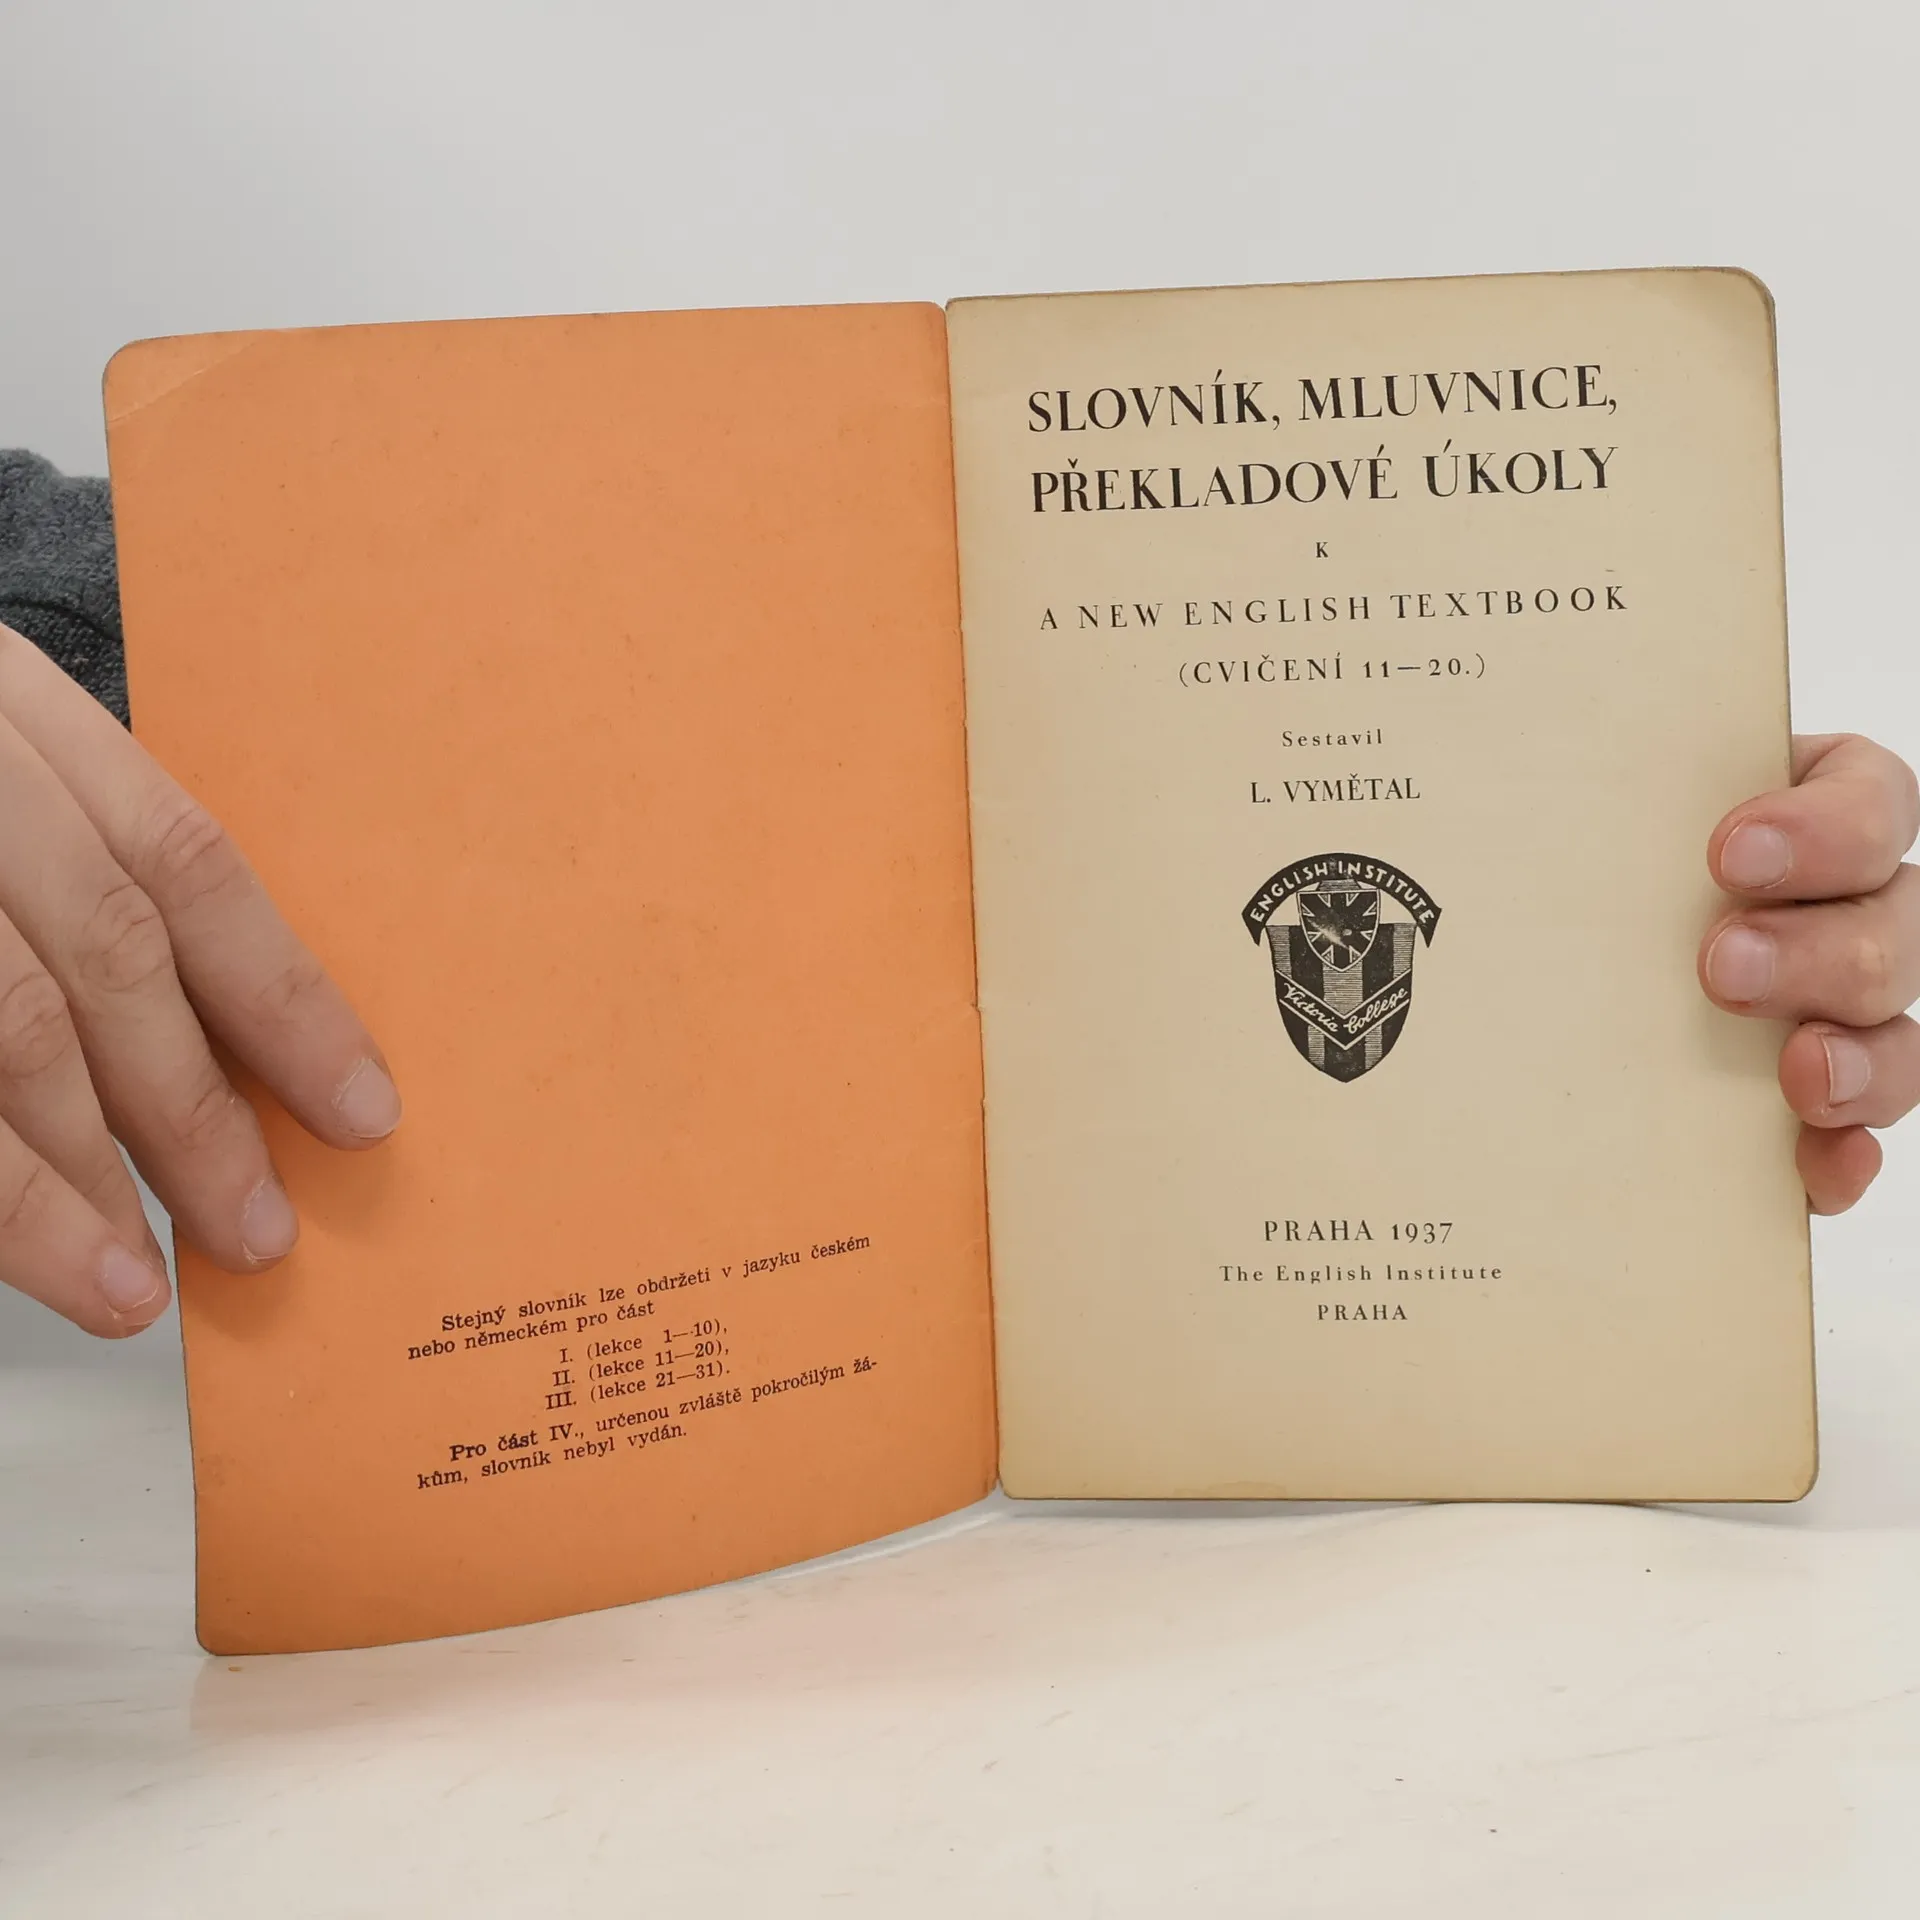 Stejný slovník lze obdržeti v jazyku českém
nebo německém pro část
I. (lekce 1—10),
II. (lekce 11—20),
III. (lekce 21—31).
Pro část IV., určenou zvláště pokročilým žá-
kům, slovník nebyl vydán.
SLOVNÍK, MLUVNICE,
PŘEKLADOVÉ ÚKOLY
K
A NEW ENGLISH TEXTBOOK
(CVIČENÍ 11—20.)
Sestavil
L. VYMĚTAL
ENGLISH INSTITUTE
Victoria College
PRAHA 1937
The English Institute
PRAHA